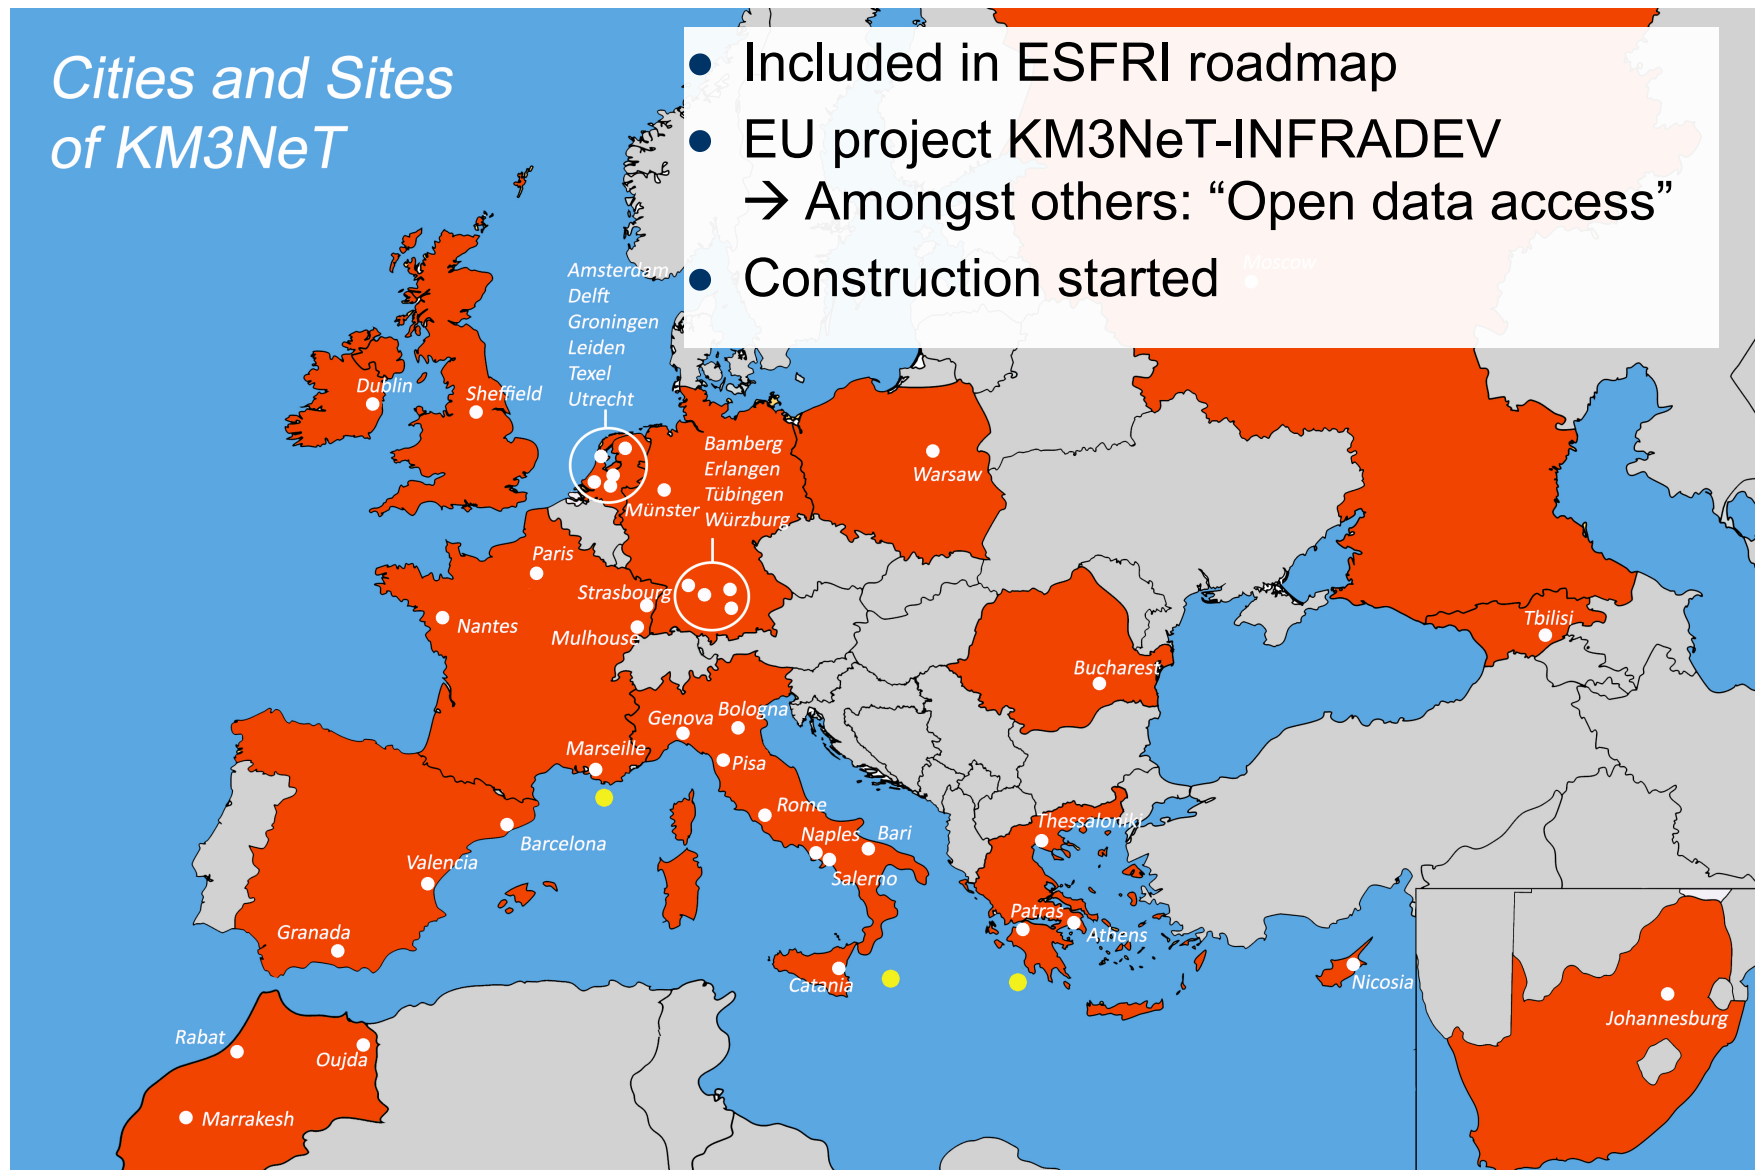 Cities and Sites
of KM3NeT
• Included in ESFRI roadmap
• EU project KM3NeT-INFRADEV
→ Amongst others: “Open data access”
• Construction started
Moscow
Amsterdam
Delft
Groningen
Leiden
Texel
Utrecht
Dublin
Sheffield
Bamberg
Erlangen
Tübingen
Würzburg
Münster
Warsaw
Paris
Strasbourg
Nantes
Mulhouse
Tbilisi
Bucharest
Genova
Bologna
Marseille
Pisa
Rome
Naples
Bari
Salerno
Thessaloniki
Barcelona
Valencia
Granada
Patras
Athens
Catania
Nicosia
Johannesburg
Rabat
Oujda
Marrakesh